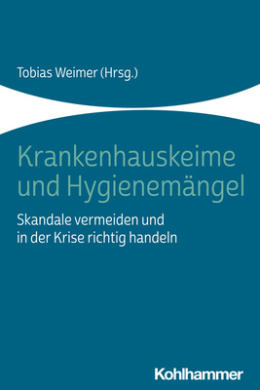 Tobias Weimer (Hrsg.)
Krankenhauskeime
und Hygienemängel
Skandale vermeiden und
in der Krise richtig handeln
Kohlhammer